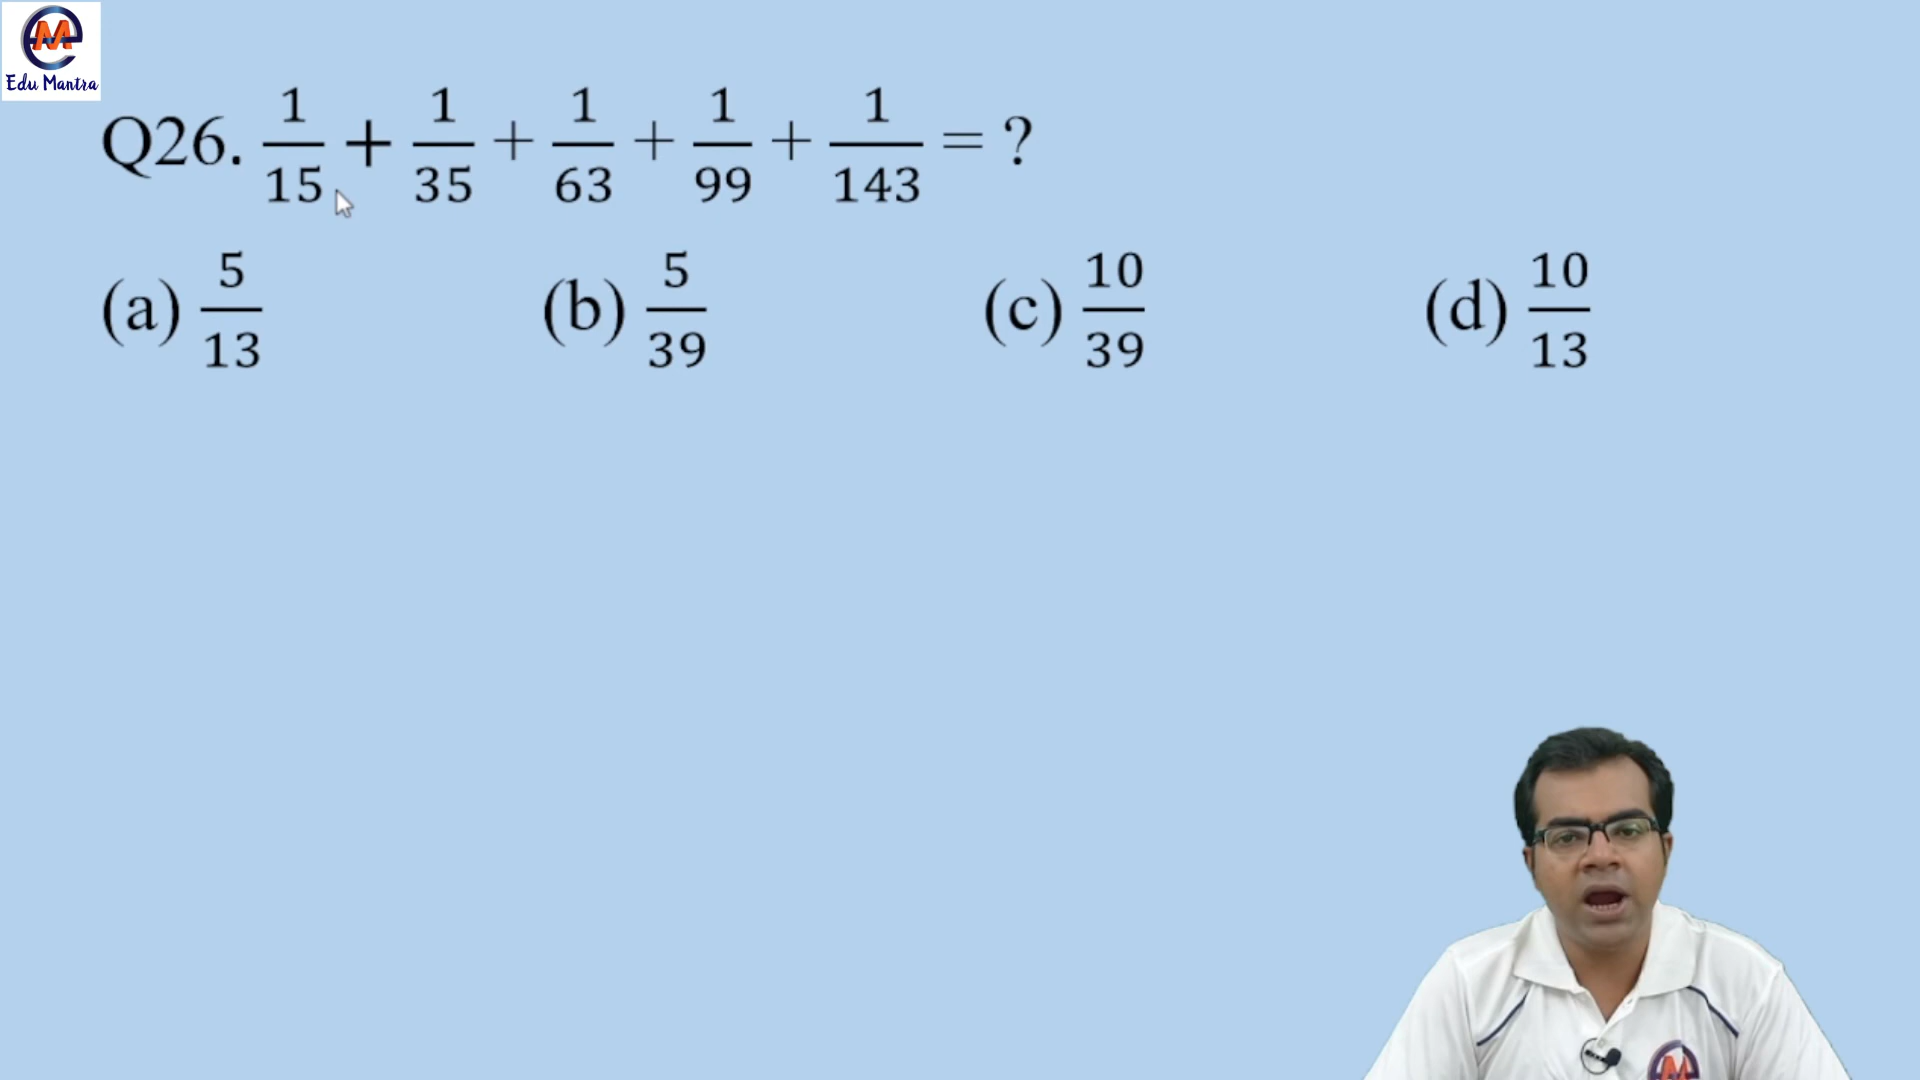 Edu Mantra
Q26. 1/15 + 1/35 + 1/63 + 1/99 + 1/143 = ?
(a) 5/13 (b) 5/39 (c) 10/39 (d) 10/13